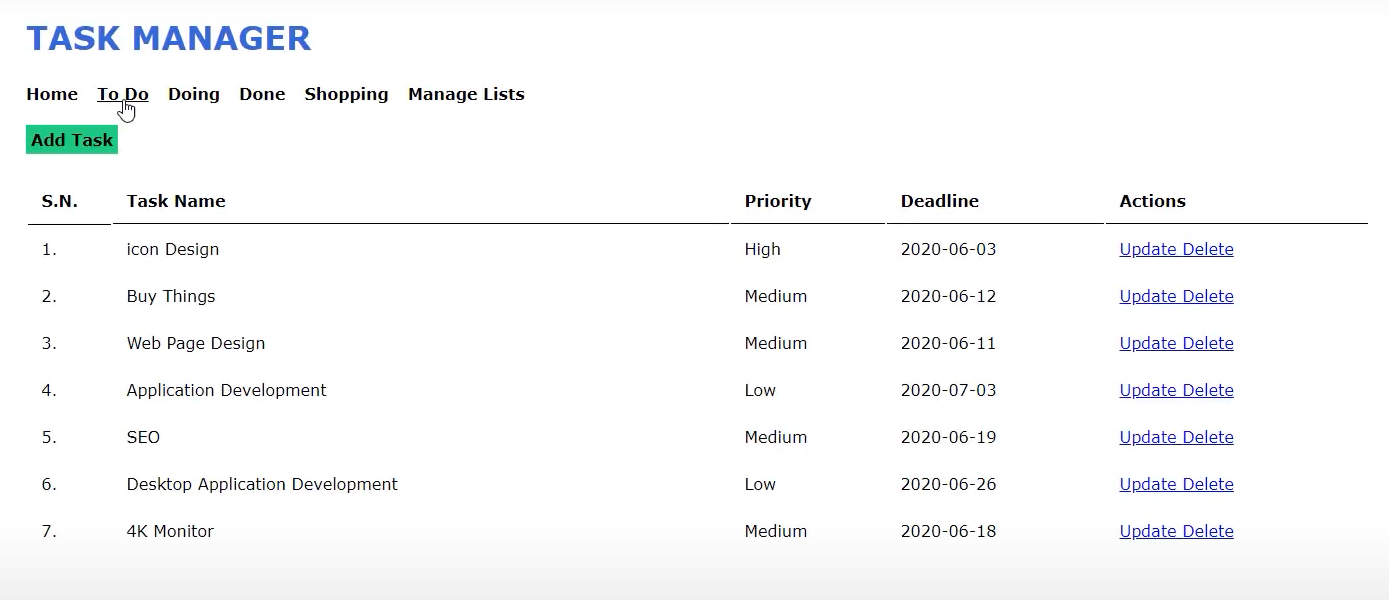 TASK MANAGER
Home To Do Doing Done Shopping Manage Lists
Add Task
S.N. Task Name Priority Deadline Actions
1. icon Design High 2020-06-03 Update Delete
2. Buy Things Medium 2020-06-12 Update Delete
3. Web Page Design Medium 2020-06-11 Update Delete
4. Application Development Low 2020-07-03 Update Delete
5. SEO Medium 2020-06-19 Update Delete
6. Desktop Application Development Low 2020-06-26 Update Delete
7. 4K Monitor Medium 2020-06-18 Update Delete